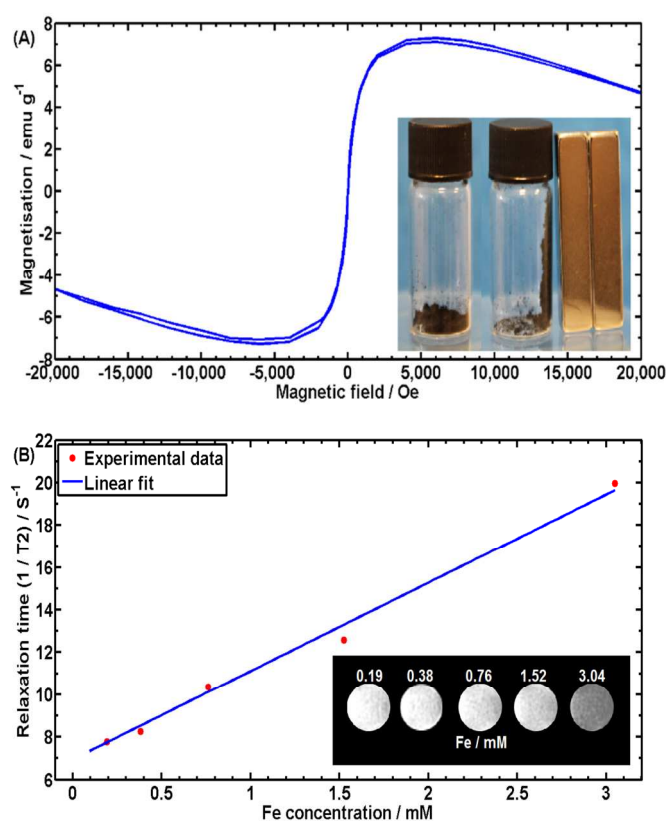 (A)
Magnetisation / emu g-1
8
6
4
2
0
-2
-4
-6
-8
-20,000 -15,000 -10,000 -5,000 0 5,000 10,000 15,000 20,000
Magnetic field / Oe
(B)
Relaxation time (1 / T2) / S-1
22
20
18
16
14
12
10
8
6
Experimental data
Linear fit
0.19 0.38 0.76 1.52 3.04
Fe / mM
0 0.5 1 1.5 2 2.5 3
Fe concentration / mM